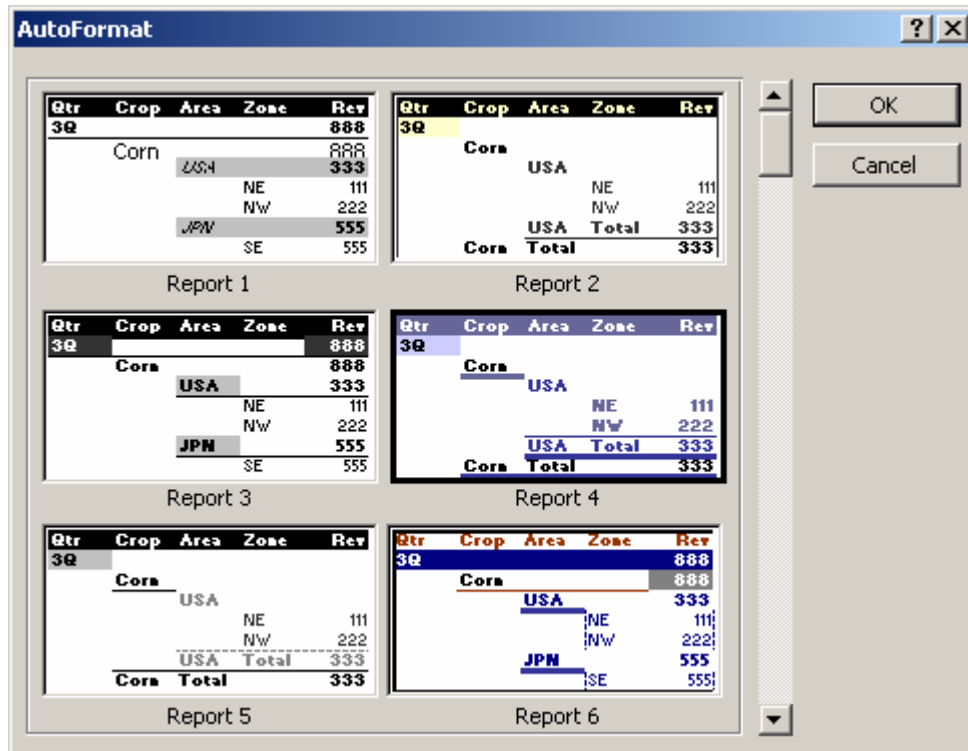 AutoFormat
OK
Cancel
Qtr Crop Area Zone Rev
3Q 888
Corn 888
USA 333
NE 111
NW 222
JPN 555
SE 555
Report 1
Qtr Crop Area Zone Rev
3Q
Corn
USA
NE 111
NW 222
USA Total 333
Corn Total 333
Report 2
Qtr Crop Area Zone Rev
3Q 888
Corn 888
USA 333
NE 111
NW 222
JPN 555
SE 555
Report 3
Qtr Crop Area Zone Rev
3Q
Corn
USA
NE 111
NW 222
USA Total 333
Corn Total 333
Report 4
Qtr Crop Area Zone Rev
3Q
Corn
USA
NE 111
NW 222
USA Total 333
Corn Total 333
Report 5
Qtr Crop Area Zone Rev
3Q 888
Corn 888
USA 333
NE 111
NW 222
JPN 555
SE 555
Report 6